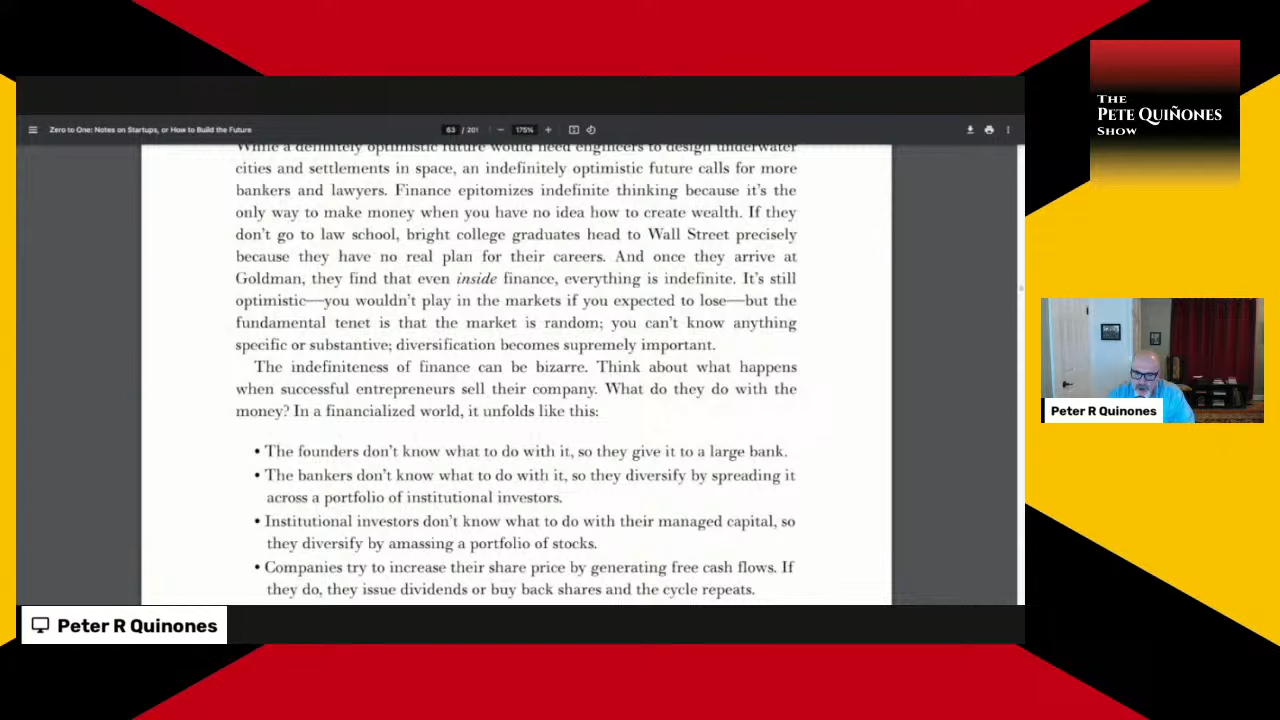 THE
PETE QUIÑONES
SHOW
Zero to One: Notes on Startups, or How to Build the Future
63 / 201
175%
While a definitely optimistic future would need engineers to design underwater
cities and settlements in space, an indefinitely optimistic future calls for more
bankers and lawyers. Finance epitomizes indefinite thinking because it’s the
only way to make money when you have no idea how to create wealth. If they
don’t go to law school, bright college graduates head to Wall Street precisely
because they have no real plan for their careers. And once they arrive at
Goldman, they find that even inside finance, everything is indefinite. It’s still
optimistic—you wouldn’t play in the markets if you expected to lose—but the
fundamental tenet is that the market is random; you can’t know anything
specific or substantive; diversification becomes supremely important.
The indefiniteness of finance can be bizarre. Think about what happens
when successful entrepreneurs sell their company. What do they do with the
money? In a financialized world, it unfolds like this:
• The founders don’t know what to do with it, so they give it to a large bank.
• The bankers don’t know what to do with it, so they diversify by spreading it
across a portfolio of institutional investors.
• Institutional investors don’t know what to do with their managed capital, so
they diversify by amassing a portfolio of stocks.
• Companies try to increase their share price by generating free cash flows. If
they do, they issue dividends or buy back shares and the cycle repeats.
Peter R Quinones
Peter R Quinones